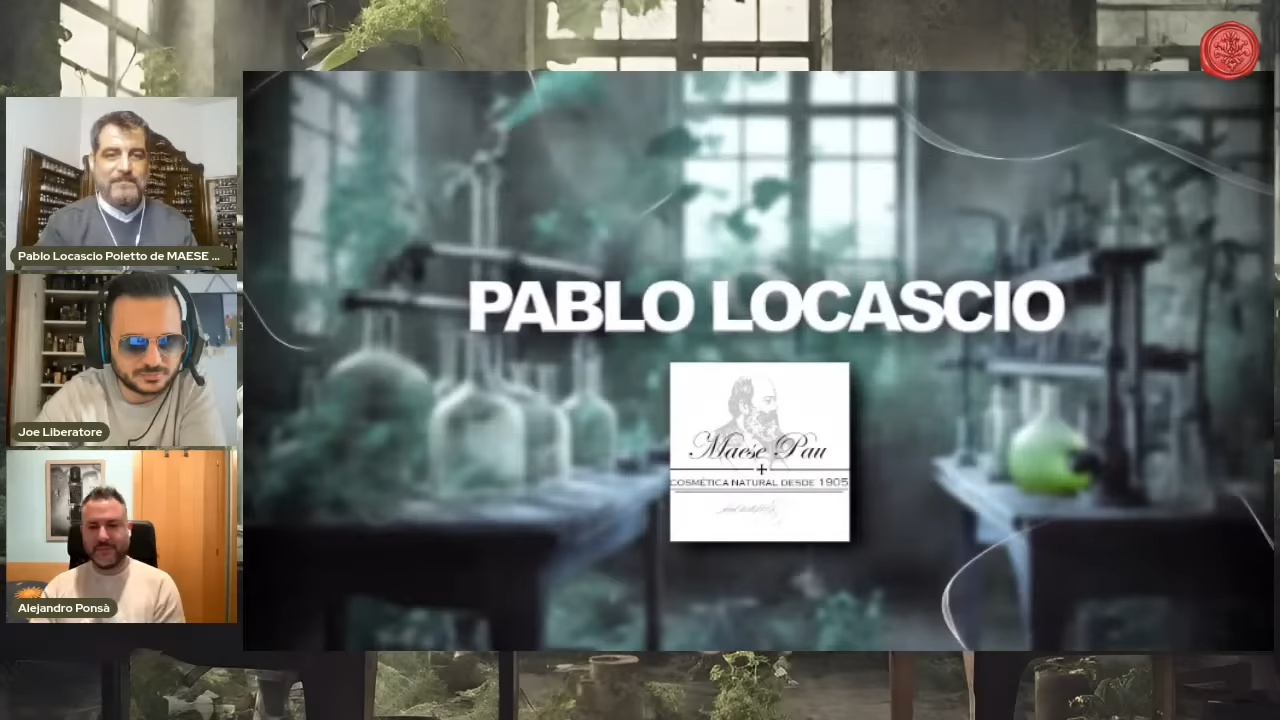 Pablo Locascio Poletto de MAESE ...
Joe Liberatore
Alejandro Ponsà
PABLO LOCASCIO
Maese Pau
COSMÉTICA NATURAL DESDE 1905